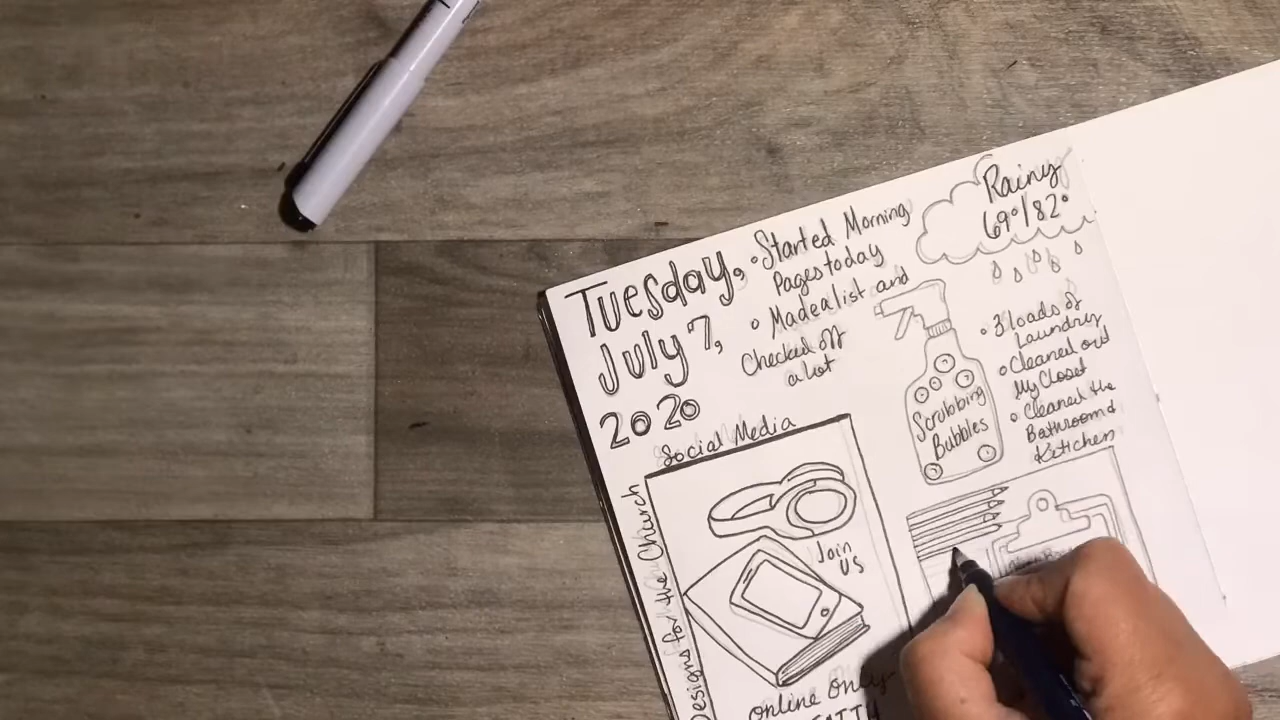 Tuesday,
July 7,
2020
• Started Morning
Pages today
• Made a list and
Checked off
a lot
Rainy
69°/82°
Scrubbing
Bubbles
• 3 loads of
Laundry
• Cleaned out
My Closet
• Cleaned the
Bathroom &
Ketichen
Social Media
Designs for the Church
Join
us
Online Only